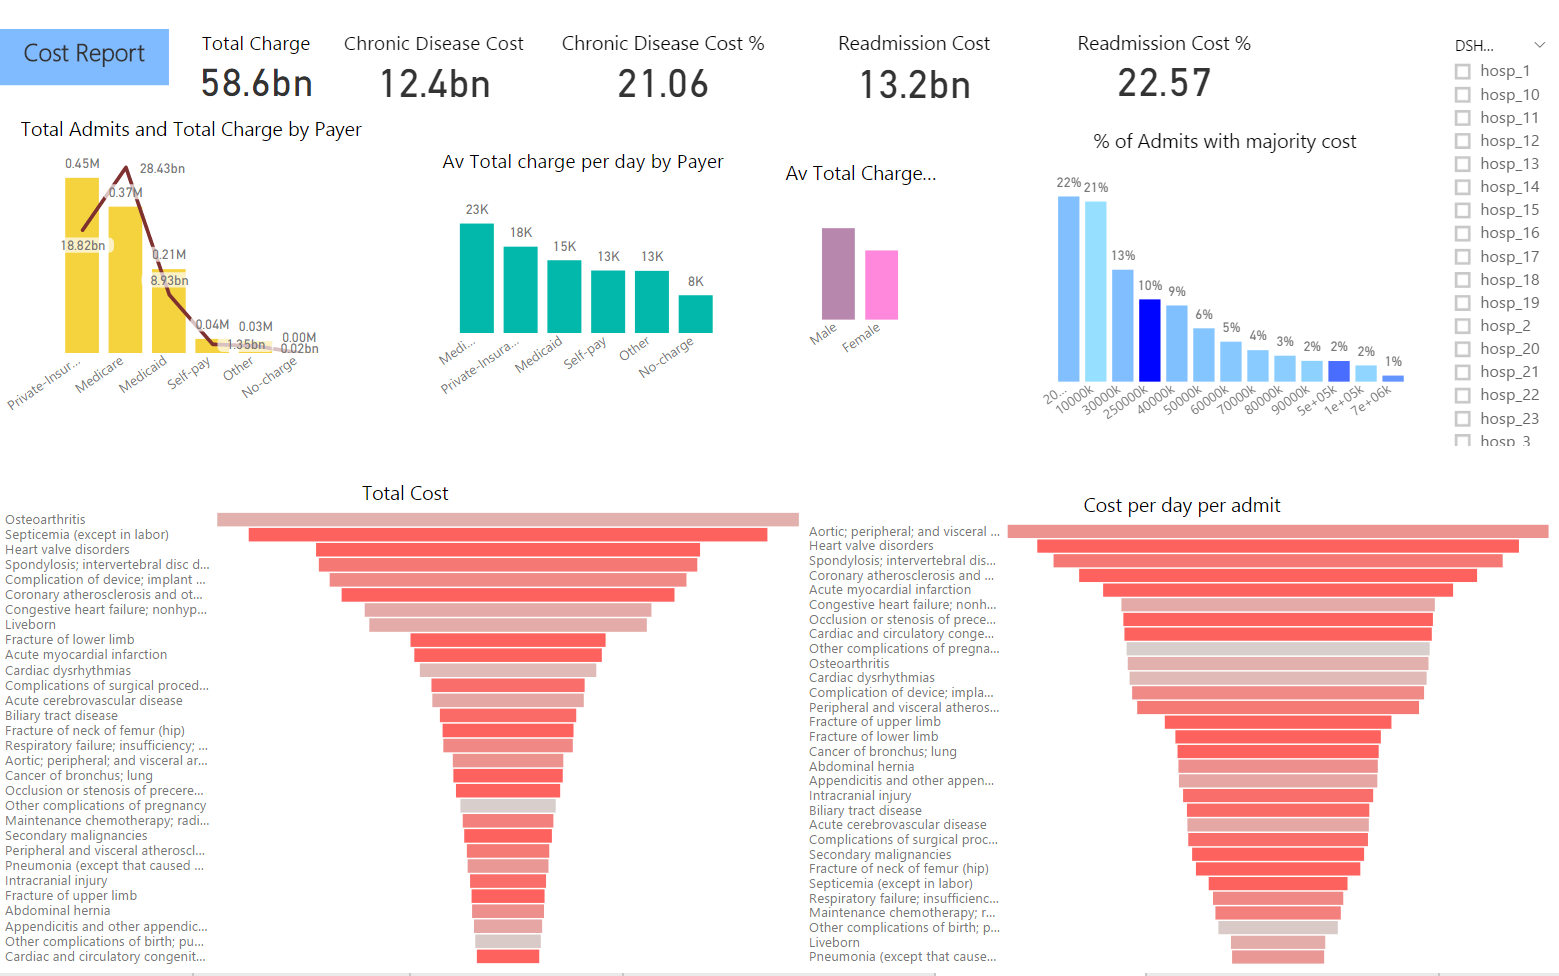 Cost Report
Total Charge
58.6bn
Chronic Disease Cost
12.4bn
Chronic Disease Cost %
21.06
Readmission Cost
13.2bn
Readmission Cost %
22.57
DSH...
hosp_1
hosp_10
hosp_11
hosp_12
hosp_13
hosp_14
hosp_15
hosp_16
hosp_17
hosp_18
hosp_19
hosp_2
hosp_20
hosp_21
hosp_22
hosp_23
hosp_3
Total Admits and Total Charge by Payer
0.45M
28.43bn
0.37M
18.82bn
0.21M
8.93bn
0.04M
0.03M
1.35bn
0.00M
0.02bn
Private-Insur...
Medicare
Medicaid
Self-pay
Other
No-charge
Av Total charge per day by Payer
23K
18K
15K
13K
13K
8K
Medi...
Private-Insura...
Medicaid
Self-pay
Other
No-charge
Av Total Charge...
Male
Female
% of Admits with majority cost
22%
21%
13%
10%
9%
6%
5%
4%
3%
2%
2%
2%
1%
20...
10000k
30000k
250000k
40000k
50000k
60000k
70000k
80000k
90000k
5e+05k
1e+05k
7e+06k
Total Cost
Osteoarthritis
Septicemia (except in labor)
Heart valve disorders
Spondylosis; intervertebral disc d...
Complication of device; implant ...
Coronary atherosclerosis and ot...
Congestive heart failure; nonhyp...
Liveborn
Fracture of lower limb
Acute myocardial infarction
Cardiac dysrhythmias
Complications of surgical proced...
Acute cerebrovascular disease
Biliary tract disease
Fracture of neck of femur (hip)
Respiratory failure; insufficiency; ...
Aortic; peripheral; and visceral ar...
Cancer of bronchus; lung
Occlusion or stenosis of precere...
Other complications of pregnancy
Maintenance chemotherapy; radi...
Secondary malignancies
Peripheral and visceral atheroscl...
Pneumonia (except that caused ...
Intracranial injury
Fracture of upper limb
Abdominal hernia
Appendicitis and other appendic...
Other complications of birth; pu...
Cardiac and circulatory congenit...
Cost per day per admit
Aortic; peripheral; and visceral ...
Heart valve disorders
Spondylosis; intervertebral dis...
Coronary atherosclerosis and ...
Acute myocardial infarction
Congestive heart failure; nonh...
Occlusion or stenosis of prece...
Cardiac and circulatory conge...
Other complications of pregna...
Osteoarthritis
Cardiac dysrhythmias
Complication of device; impla...
Peripheral and visceral atheros...
Fracture of upper limb
Fracture of lower limb
Cancer of bronchus; lung
Abdominal hernia
Appendicitis and other appen...
Intracranial injury
Biliary tract disease
Acute cerebrovascular disease
Complications of surgical proc...
Secondary malignancies
Fracture of neck of femur (hip)
Septicemia (except in labor)
Respiratory failure; insufficienc...
Maintenance chemotherapy; r...
Other complications of birth; p...
Liveborn
Pneumonia (except that cause...